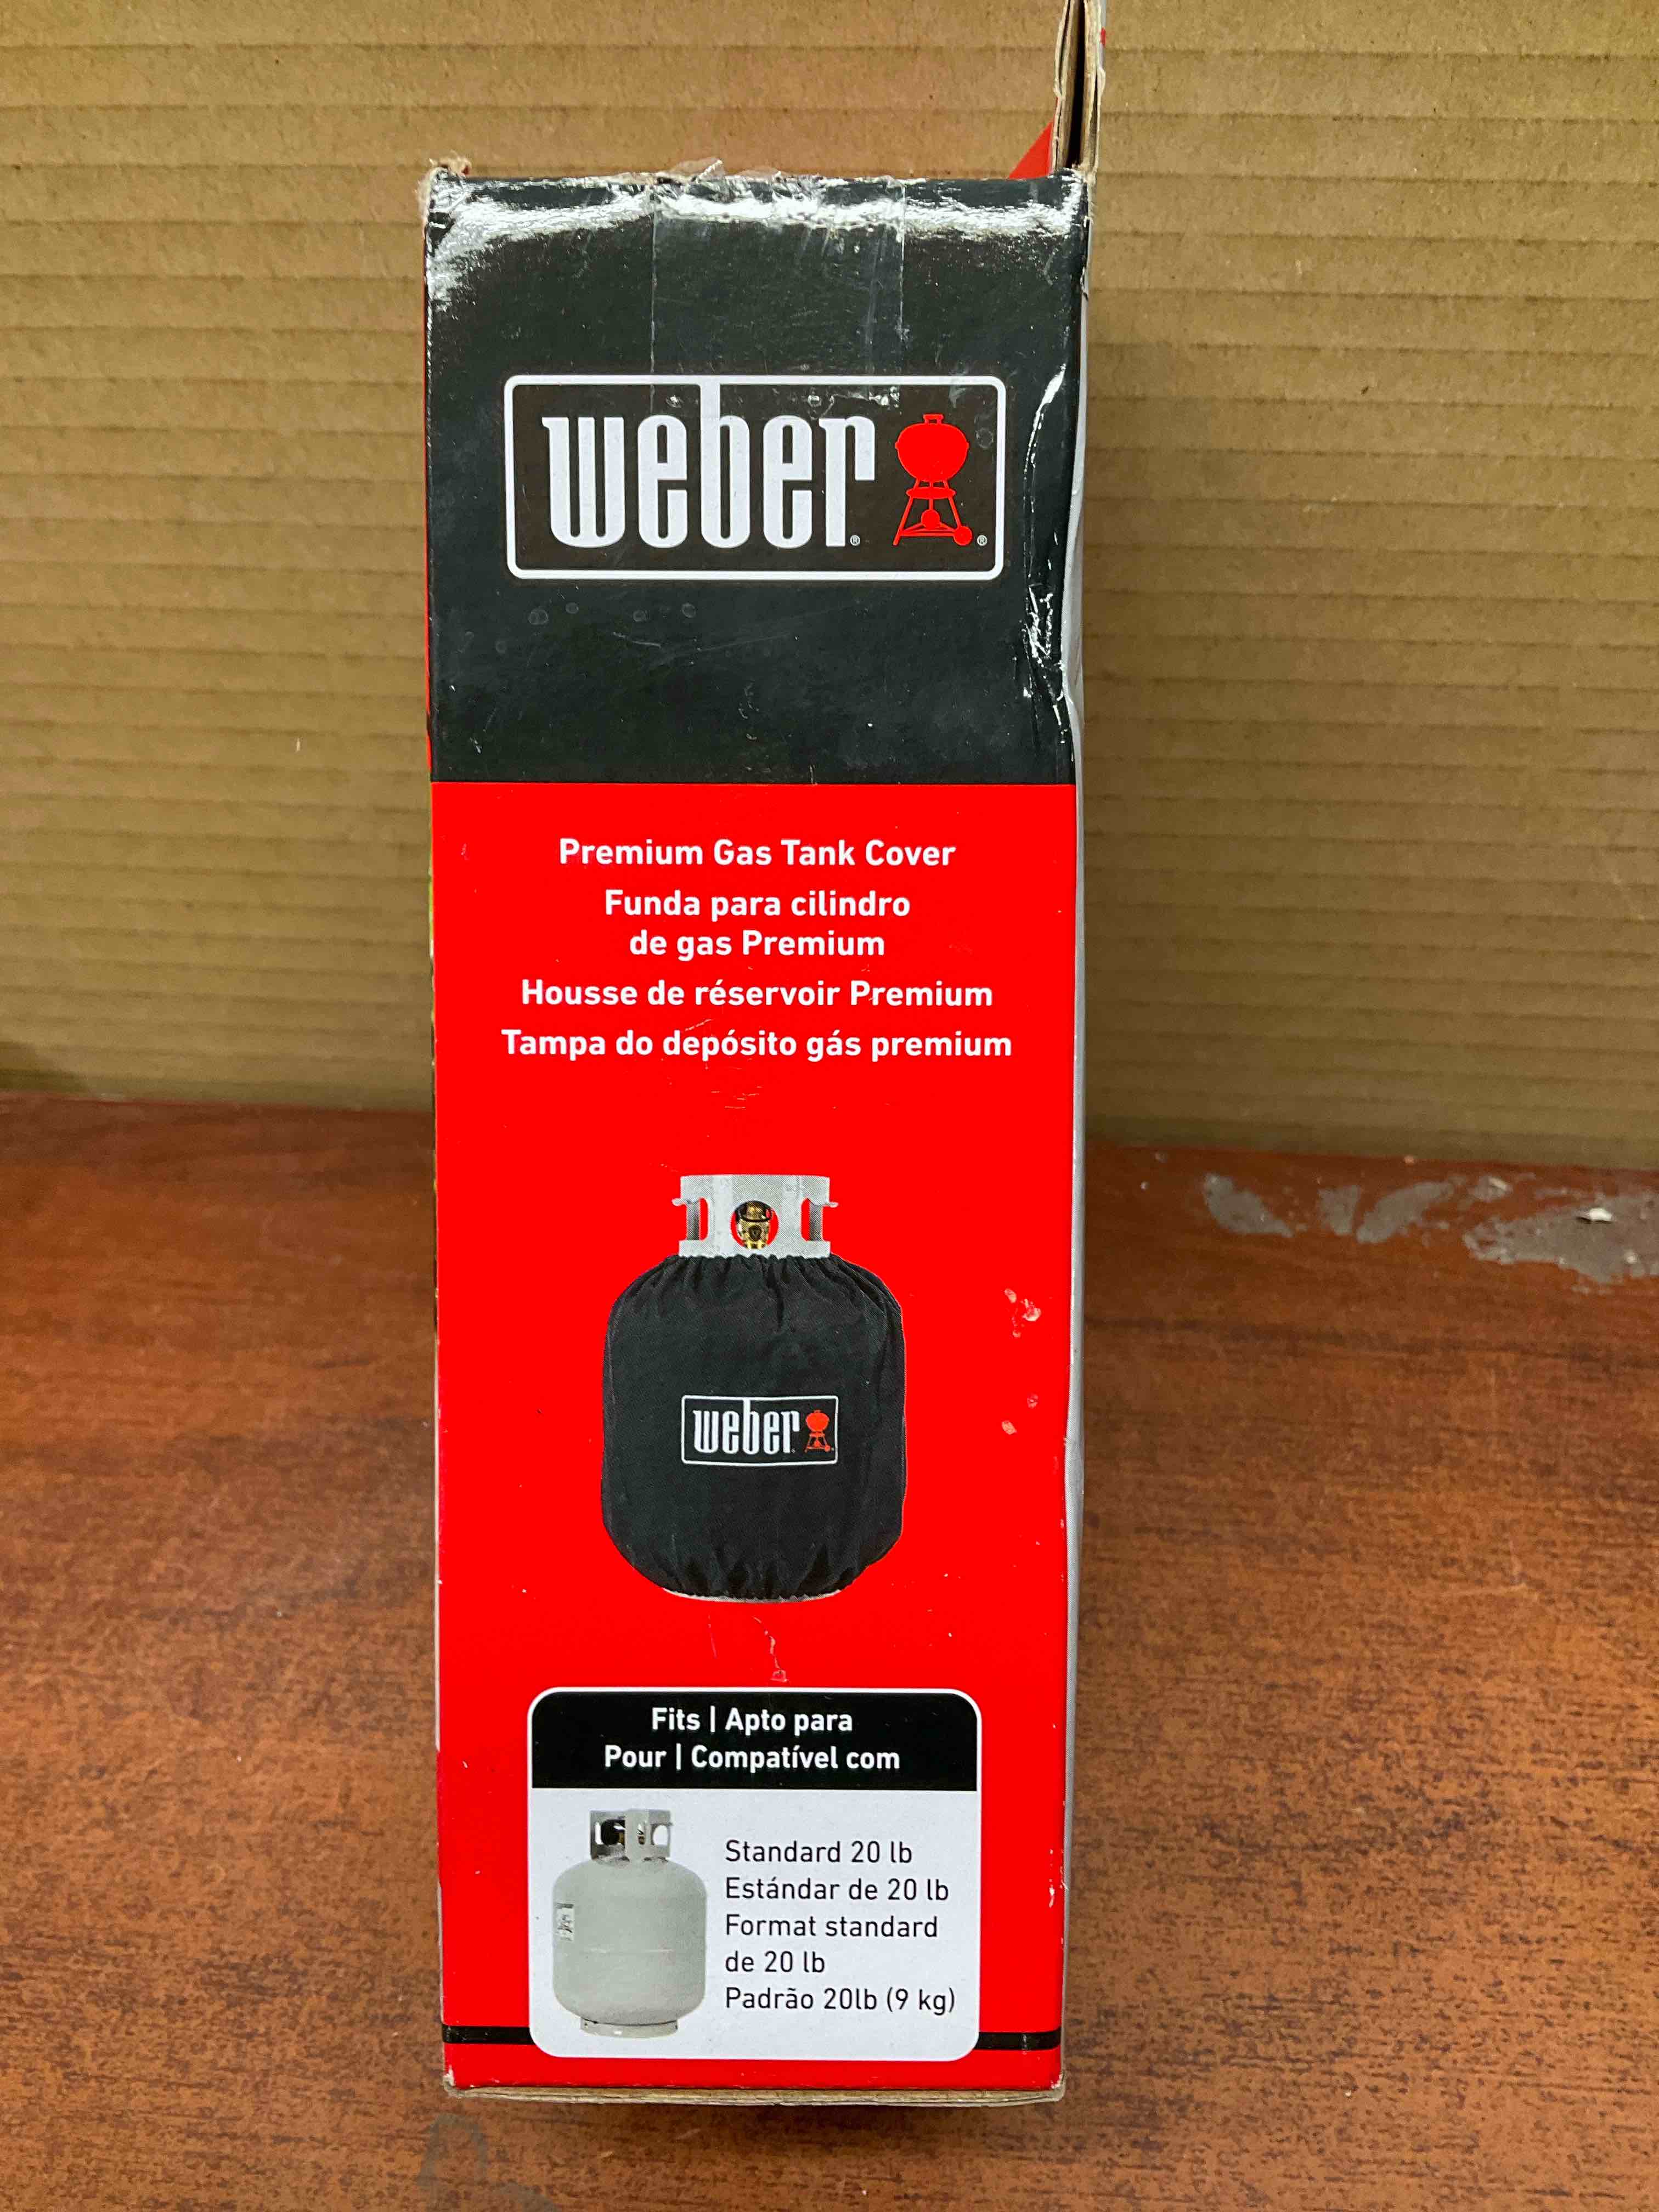 weber
Premium Gas Tank Cover
Funda para cilindro
de gas Premium
Housse de réservoir Premium
Tampa do depósito gás premium
weber
Fits | Apto para
Pour | Compatível com
Standard 20 lb
Estándar de 20 lb
Format standard
de 20 lb
Padrão 20lb (9 kg)